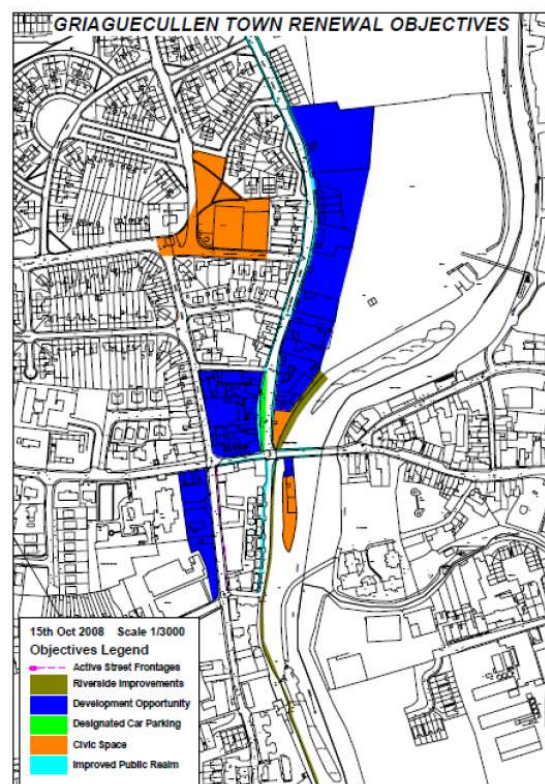 GRIAGUECULLEN TOWN RENEWAL OBJECTIVES
15th Oct 2008 Scale 1/3000
Objectives Legend
Active Street Frontages
Riverside Improvements
Development Opportunity
Designated Car Parking
Civic Space
Improved Public Realm